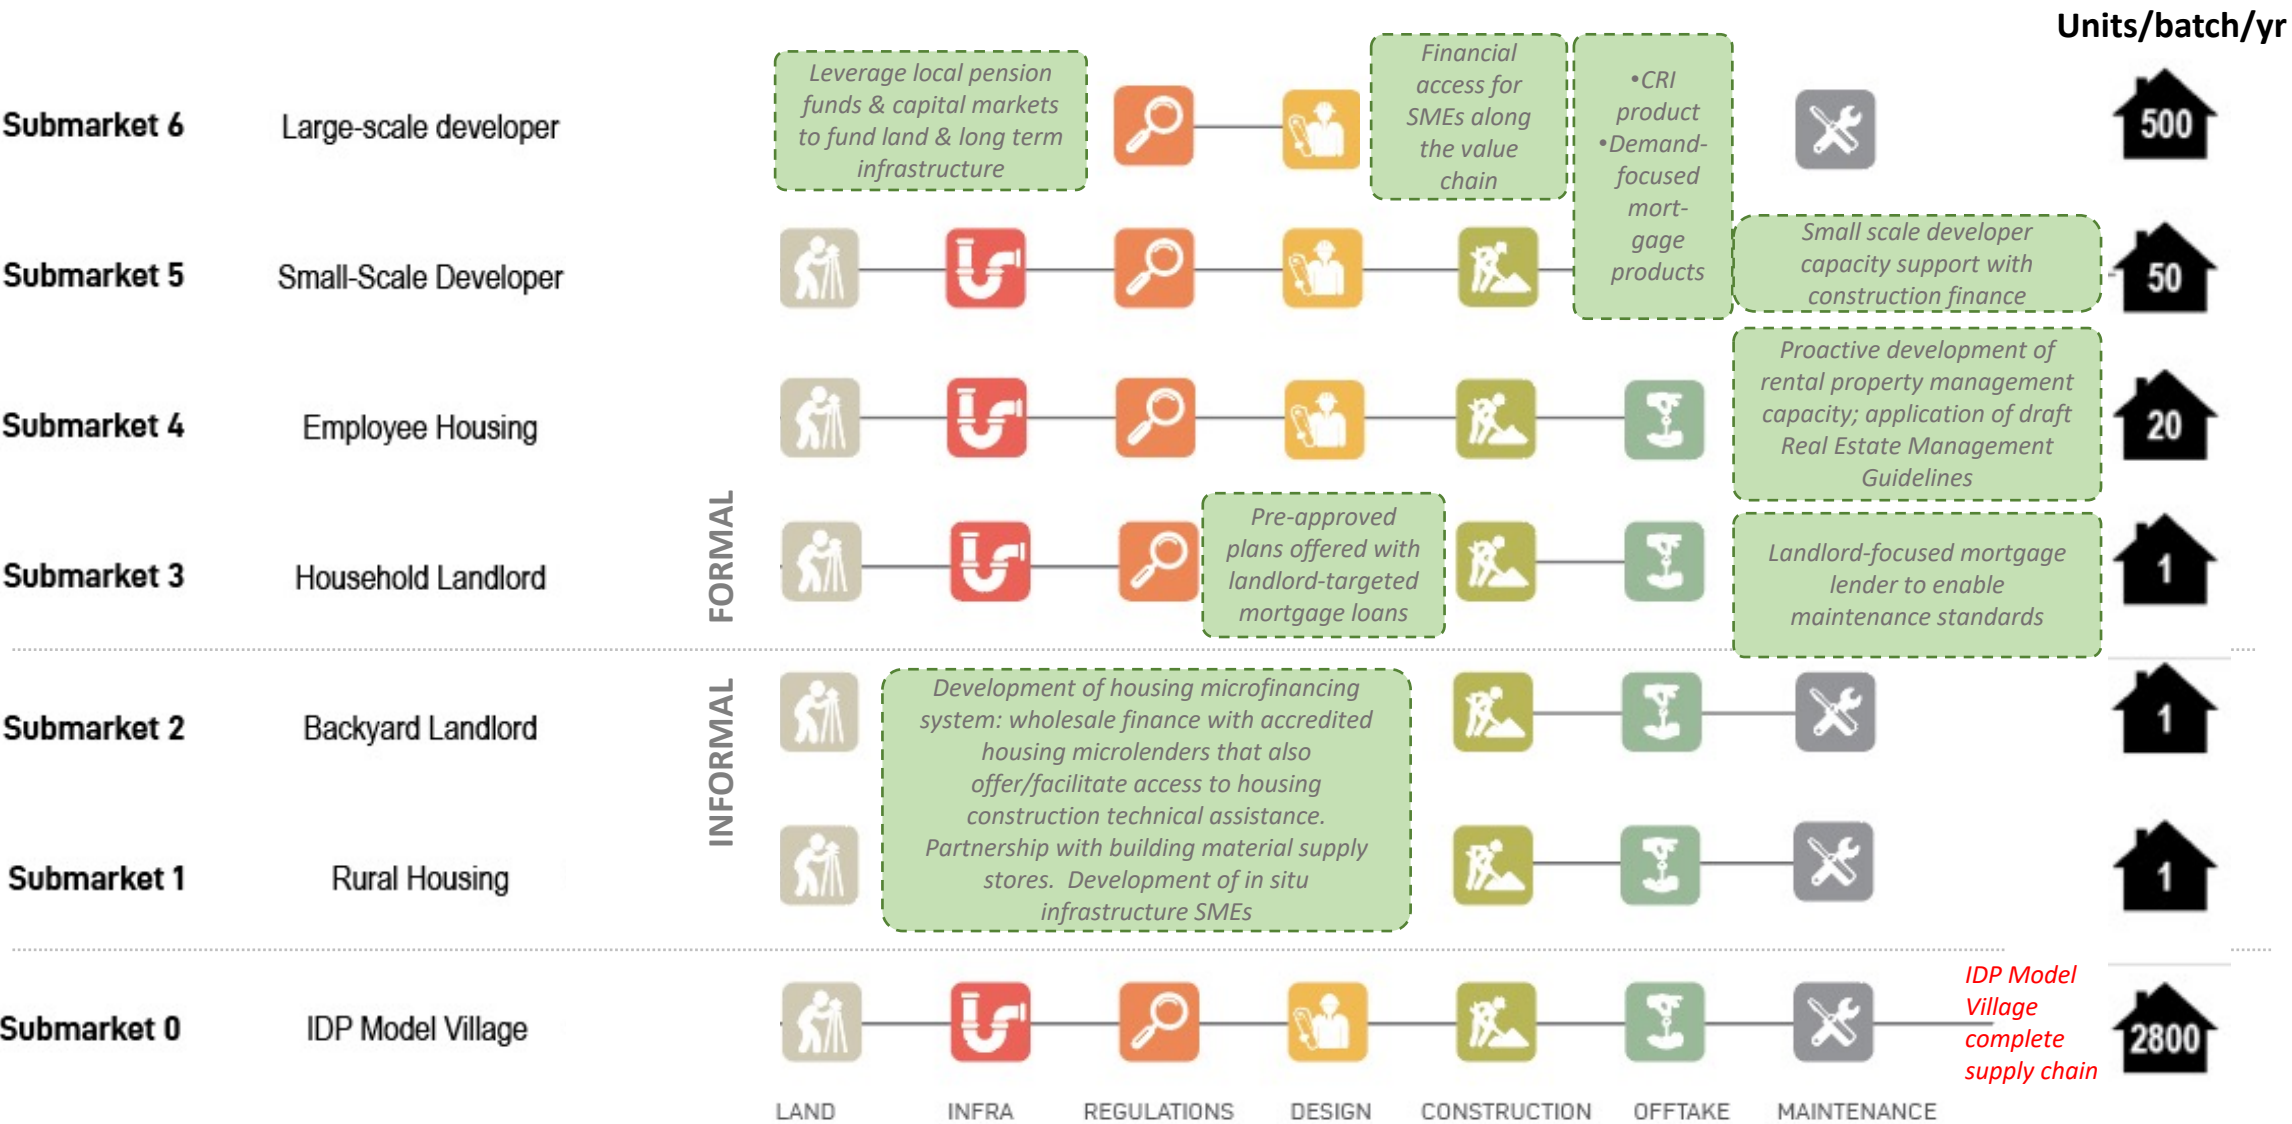 Units/batch/yr
Submarket 6
Large-scale developer
Leverage local pension
funds & capital markets
to fund land & long term
infrastructure
Financial
access for
SMEs along
the value
chain
•CRI
product
•Demand-
focused
mort-
gage
products
500
Submarket 5
Small-Scale Developer
Small scale developer
capacity support with
construction finance
50
Submarket 4
Employee Housing
Proactive development of
rental property management
capacity; application of draft
Real Estate Management
Guidelines
20
FORMAL
Submarket 3
Household Landlord
Pre-approved
plans offered with
landlord-targeted
mortgage loans
Landlord-focused mortgage
lender to enable
maintenance standards
1
INFORMAL
Submarket 2
Backyard Landlord
Development of housing microfinancing
system: wholesale finance with accredited
housing microlenders that also
offer/facilitate access to housing
construction technical assistance.
Partnership with building material supply
stores.  Development of in situ
infrastructure SMEs
1
Submarket 1
Rural Housing
1
Submarket 0
IDP Model Village
IDP Model
Village
complete
supply chain
2800
LAND
INFRA
REGULATIONS
DESIGN
CONSTRUCTION
OFFTAKE
MAINTENANCE